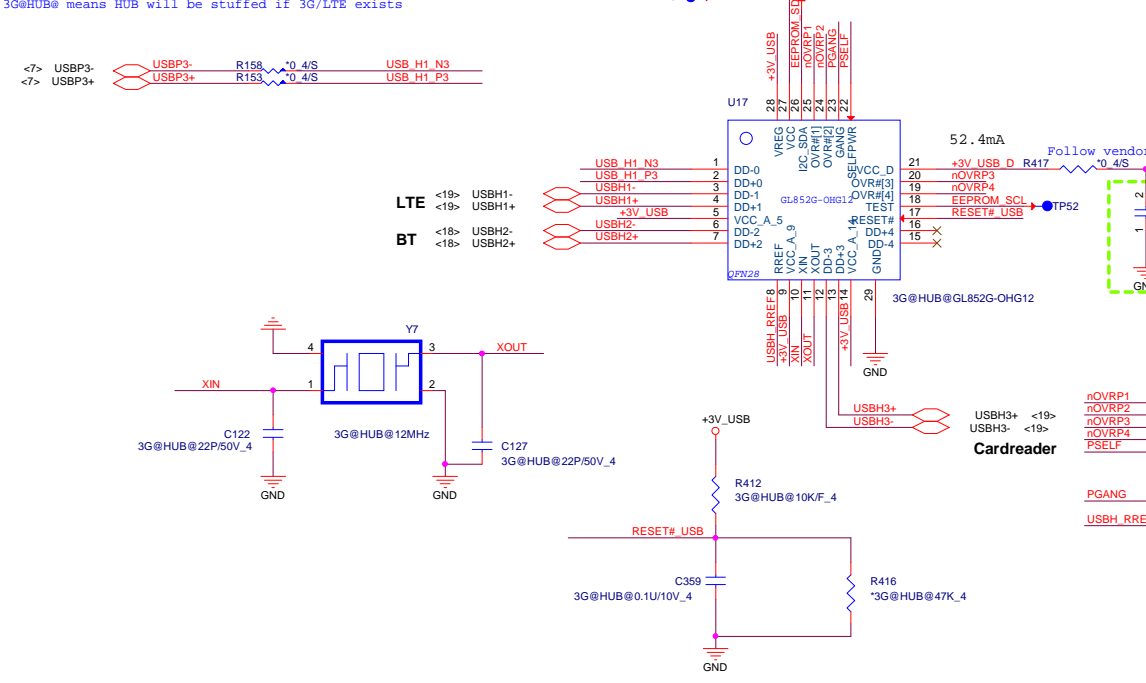 3G@HUB@ means HUB will be stuffed if 3G/LTE exists
<7> USBP3- USBP3- R158 *0_4/S USB_H1_N3
<7> USBP3+ USBP3+ R153 *0_4/S USB_H1_P3
+3V_USB
nOVRP1
nOVRP2
PGANG
PSELF
28 27 26 25 24 23 22
U17
VREG
VCC
I2C_SDA
OVR#[1]
OVR#[2]
GANG
SELFPWR
52.4mA
Follow vendor
USB_H1_N3 1 DD-0
USB_H1_P3 2 DD+0
LTE
<19> USBH1- USBH1- 3 DD-1
<19> USBH1+ USBH1+ 4 DD+1
+3V_USB 5 VCC_A_5
BT
<18> USBH2- USBH2- 6 DD-2
<18> USBH2+ USBH2+ 7 DD+2
GL852G-OHG12
VCC_D 21 +3V_USB_D R417 *0_4/S
OVR#[3] 20 nOVRP3
OVR#[4] 19 nOVRP4
TEST 18 EEPROM_SCL TP52
RESET# 17 RESET#_USB
DD+4 16
DD-4 15
2
1
RREF
VCC_A_9
XIN
XOUT
DD-3
DD+3
VCC_A_14
GND
QFN28
8 9 10 11 12 13 14 29
3G@HUB@GL852G-OHG12
USBH_RREF
+3V_USB
XIN
XOUT
+3V_USB
GND
Y7
4 3 XOUT
XIN 1 2
C122
3G@HUB@22P/50V_4
3G@HUB@12MHz
C127
3G@HUB@22P/50V_4
GND
GND
USBH3+ USBH3+ <19>
USBH3- USBH3- <19>
Cardreader
nOVRP1
nOVRP2
nOVRP3
nOVRP4
PSELF
PGANG
+3V_USB
R412
3G@HUB@10K/F_4
RESET#_USB
C359
3G@HUB@0.1U/10V_4
R416
*3G@HUB@47K_4
GND